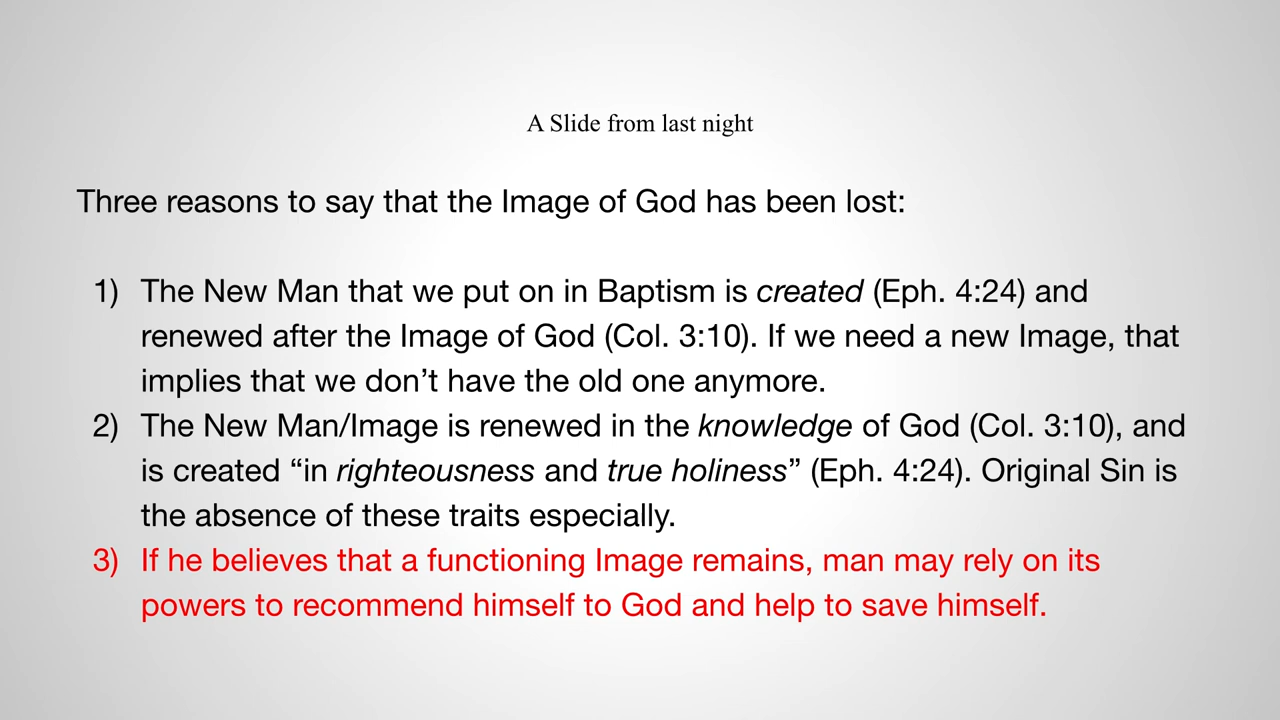 A Slide from last night
Three reasons to say that the Image of God has been lost:
1) The New Man that we put on in Baptism is created (Eph. 4:24) and
renewed after the Image of God (Col. 3:10). If we need a new Image, that
implies that we don’t have the old one anymore.
2) The New Man/Image is renewed in the knowledge of God (Col. 3:10), and
is created “in righteousness and true holiness” (Eph. 4:24). Original Sin is
the absence of these traits especially.
3) If he believes that a functioning Image remains, man may rely on its
powers to recommend himself to God and help to save himself.